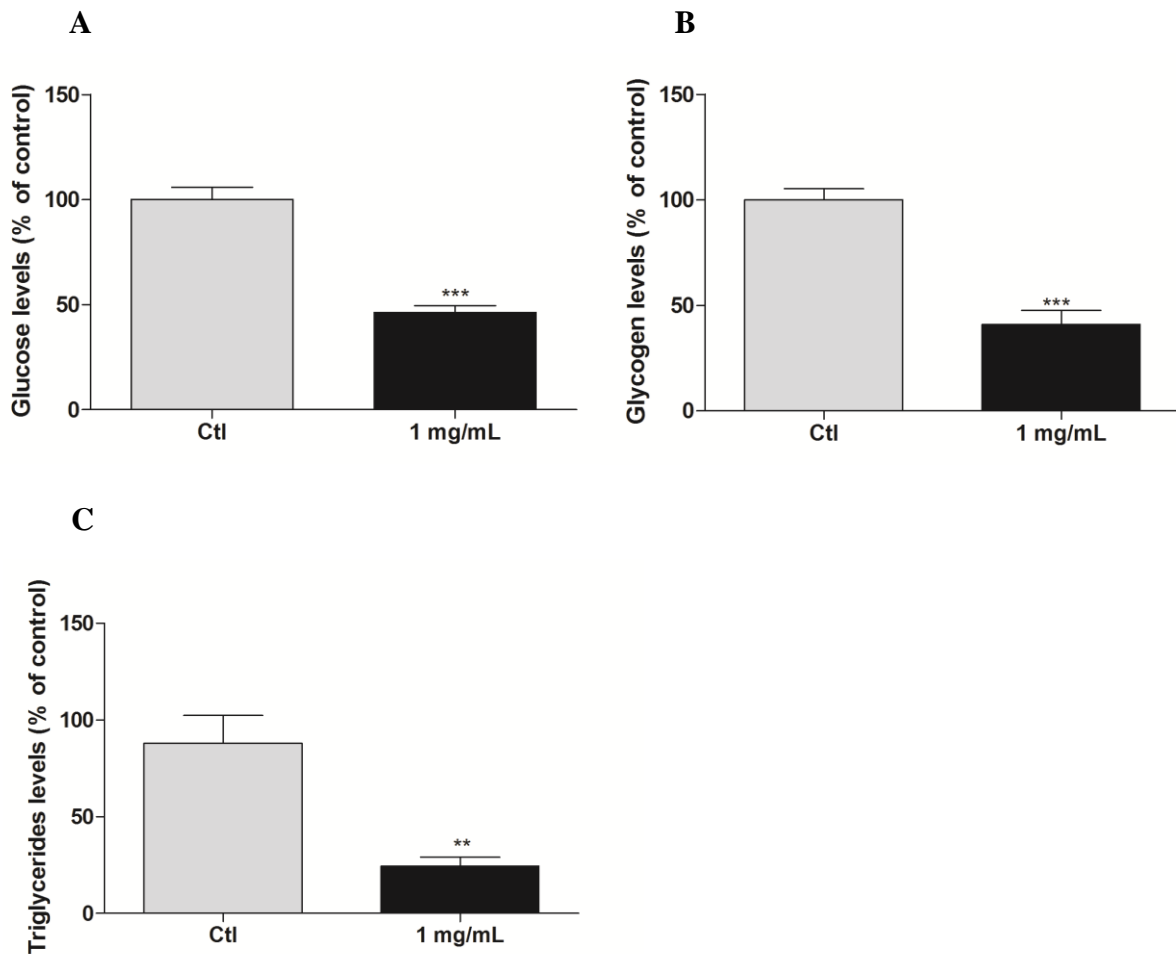 A
Glucose levels (% of control)
150
100
50
0
***
Ctl
1 mg/mL
B
Glycogen levels (% of control)
150
100
50
0
***
Ctl
1 mg/mL
C
Triglycerides levels (% of control)
150
100
50
0
**
Ctl
1 mg/mL